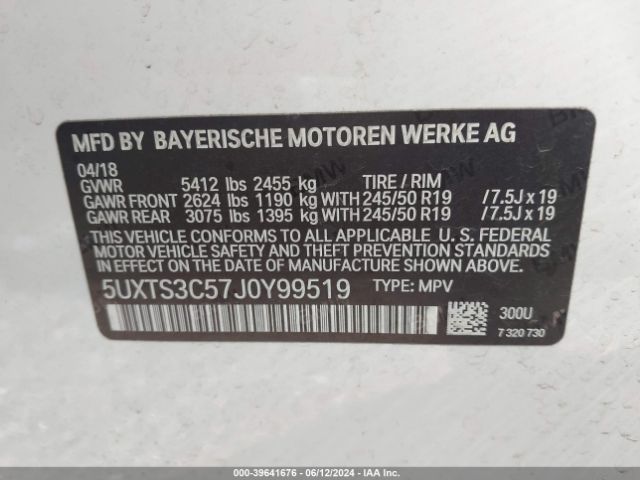 MFD BY BAYERISCHE MOTOREN WERKE AG
04/18
GVWR 5412 lbs 2455 kg TIRE / RIM
GAWR FRONT 2624 lbs 1190 kg WITH 245/50 R19 /7.5J x 19
GAWR REAR 3075 lbs 1395 kg WITH 245/50 R19 /7.5J x 19
THIS VEHICLE CONFORMS TO ALL APPLICABLE U. S. FEDERAL
MOTOR VEHICLE SAFETY AND THEFT PREVENTION STANDARDS
IN EFFECT ON THE DATE OF MANUFACTURE SHOWN ABOVE.
5UXTS3C57J0Y99519 TYPE: MPV
300U
7 320 730
000-39641676 - 06/12/2024 - IAA Inc.